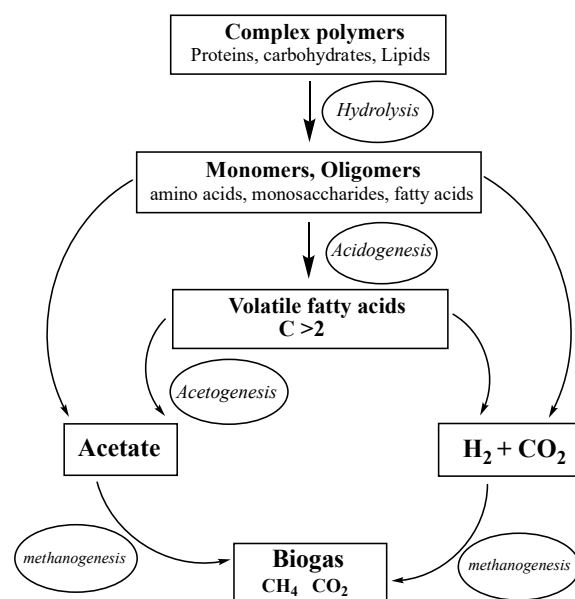 Complex polymers
Proteins, carbohydrates, Lipids
Hydrolysis
Monomers, Oligomers
amino acids, monosaccharides, fatty acids
Acidogenesis
Volatile fatty acids
C >2
Acetogenesis
Acetate
H₂ + CO₂
methanogenesis
Biogas
CH₄ CO₂
methanogenesis